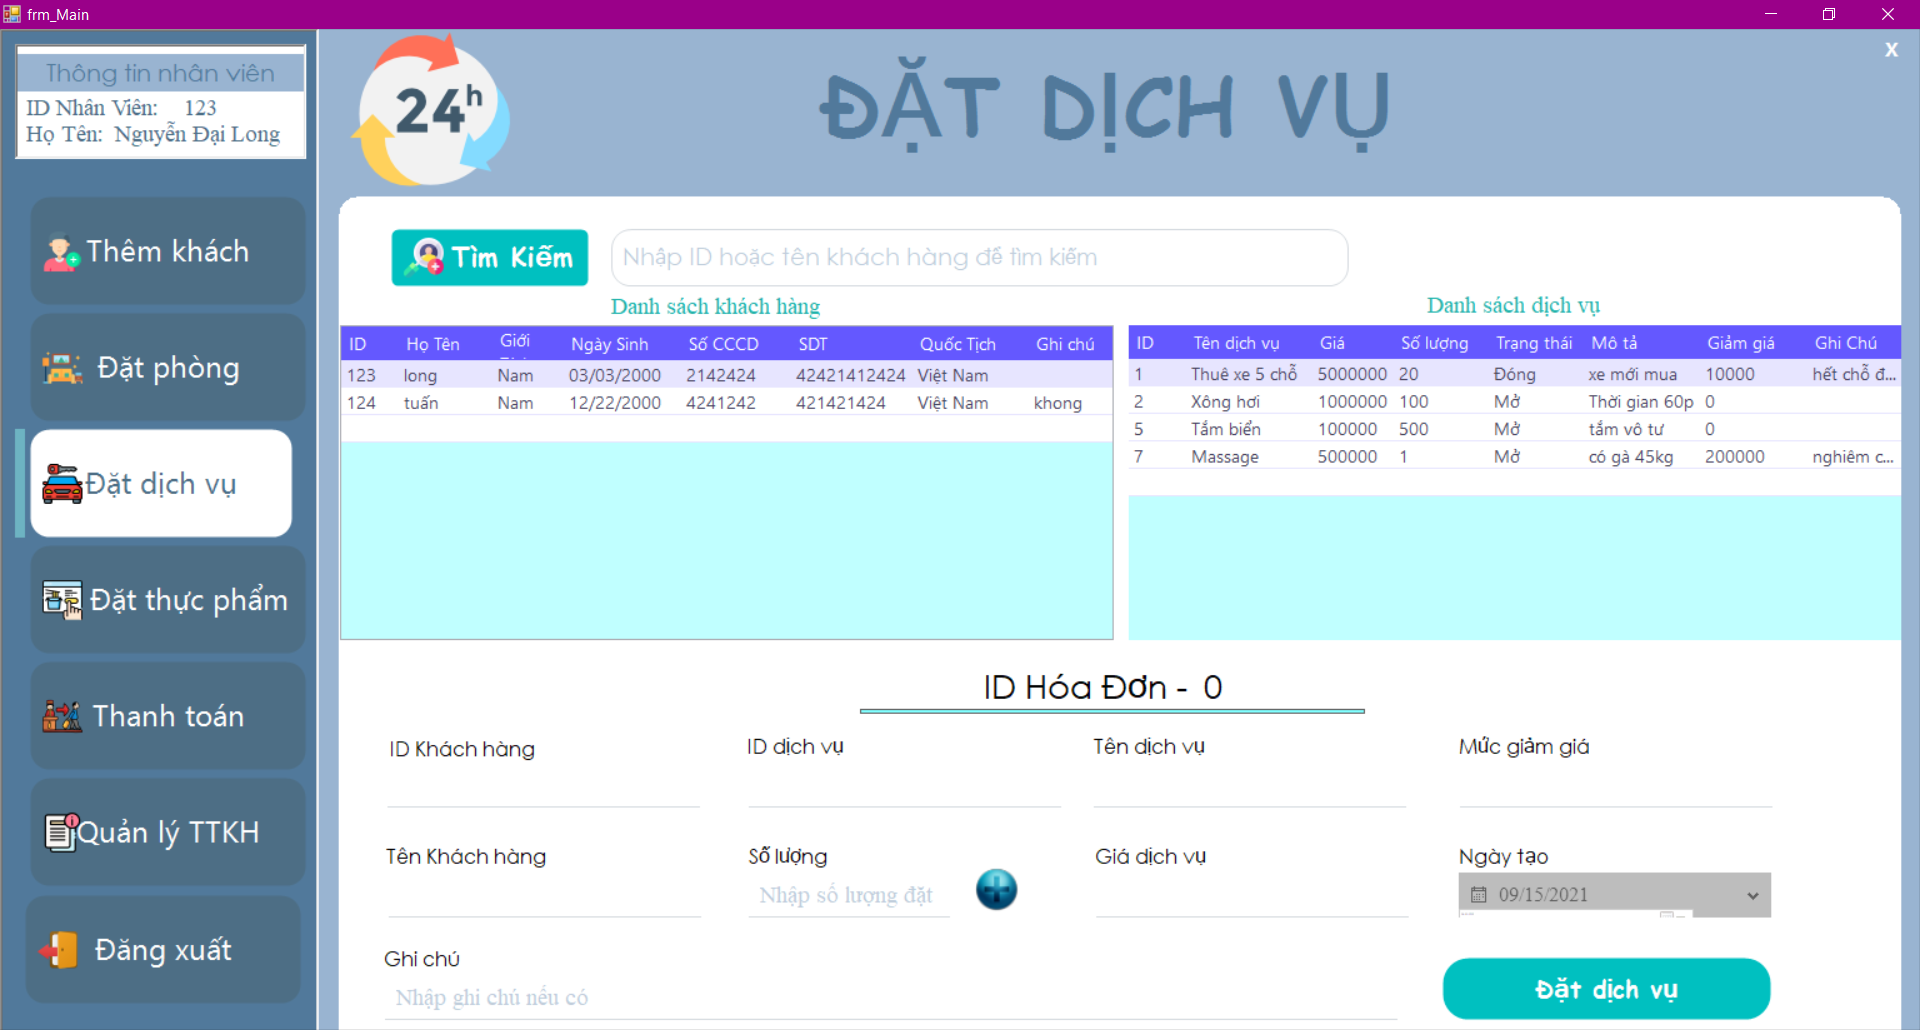 frm_Main
Thông tin nhân viên
ID Nhân Viên: 123
Họ Tên: Nguyễn Đại Long
Thêm khách
Đặt phòng
Đặt dịch vụ
Đặt thực phẩm
Thanh toán
Quản lý TTKH
Đăng xuất
24h
ĐẶT DỊCH VỤ
X
Tìm Kiếm
Nhập ID hoặc tên khách hàng để tìm kiếm
Danh sách khách hàng
ID Họ Tên Giới Ngày Sinh Số CCCD SDT Quốc Tịch Ghi chú
123 long Nam 03/03/2000 2142424 42421412424 Việt Nam
124 tuấn Nam 12/22/2000 4241242 421421424 Việt Nam khong
Danh sách dịch vụ
ID Tên dịch vụ Giá Số lượng Trạng thái Mô tả Giảm giá Ghi Chú
1 Thuê xe 5 chỗ 5000000 20 Đóng xe mới mua 10000 hết chỗ đ...
2 Xông hơi 1000000 100 Mở Thời gian 60p 0
5 Tắm biển 100000 500 Mở tắm vô tư 0
7 Massage 500000 1 Mở có gà 45kg 200000 nghiêm c...
ID Hóa Đơn - 0
ID Khách hàng
ID dịch vụ
Tên dịch vụ
Mức giảm giá
Tên Khách hàng
Số lượng
Nhập số lượng đặt
Giá dịch vụ
Ngày tạo
09/15/2021
Ghi chú
Nhập ghi chú nếu có
Đặt dịch vụ